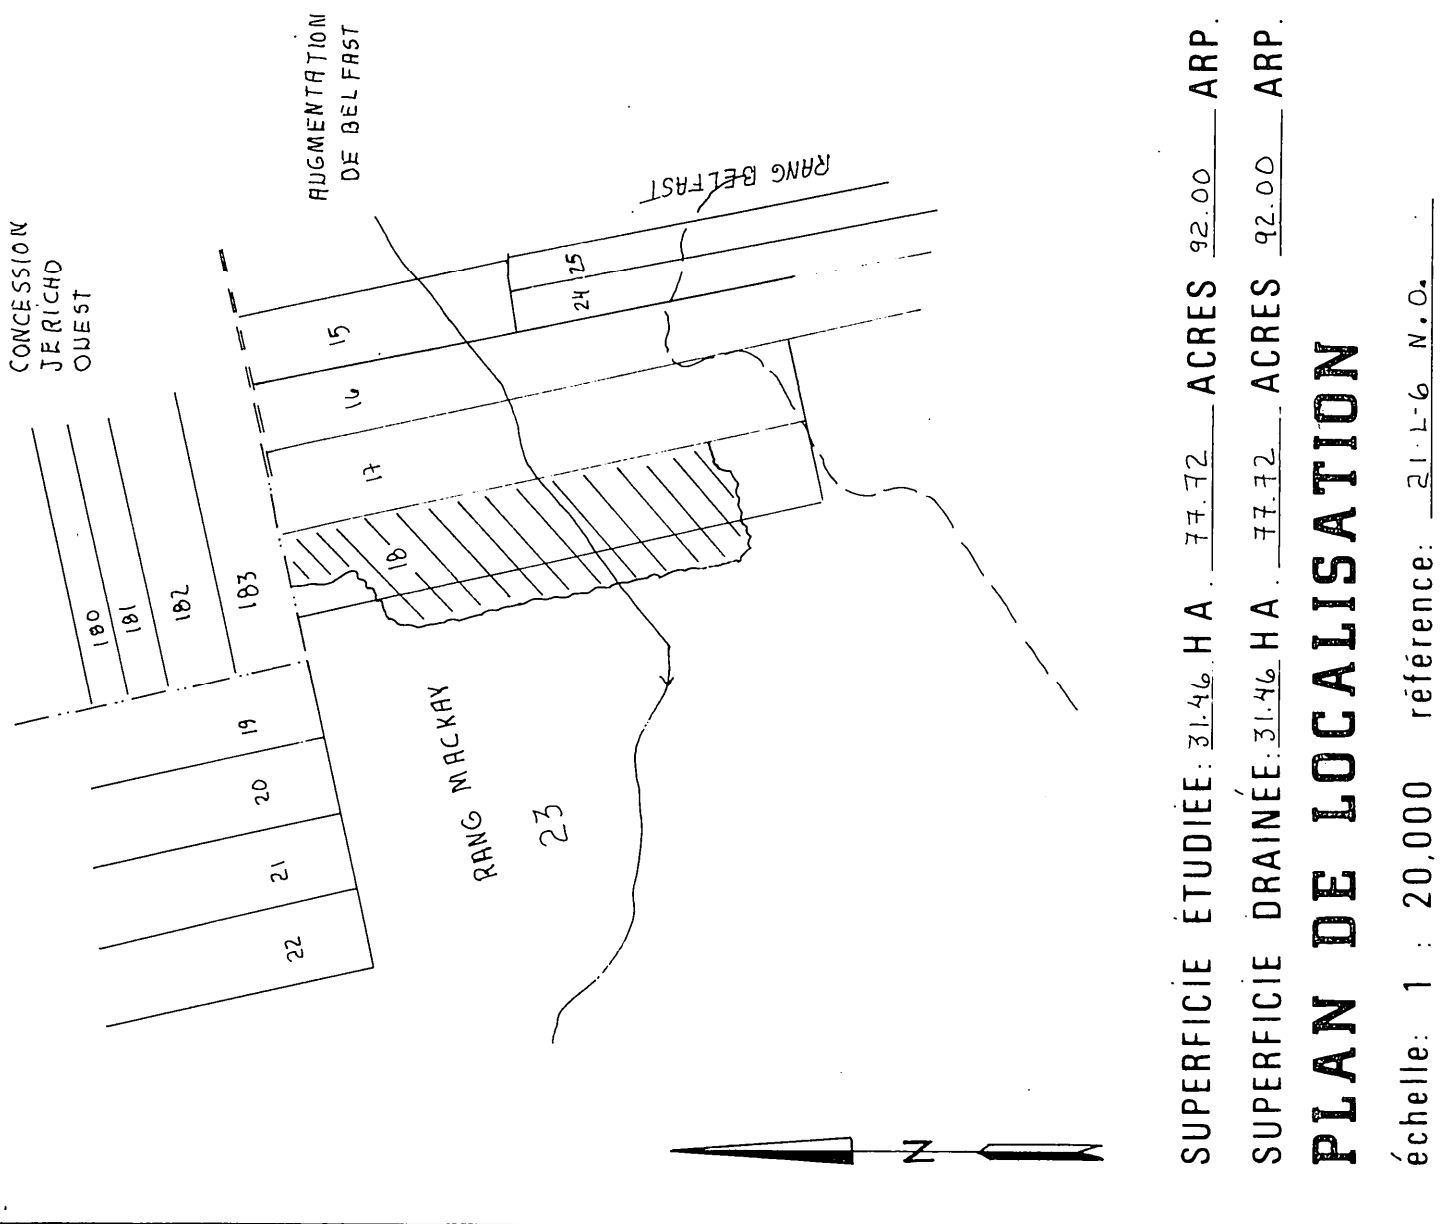 CONCESSION
JERICHO
OUEST
AUGMENTATION
DE BELFAST
RANG BELFAST
180
181
182
183
15
16
17
18
24
25
19
20
21
22
RANG MACKAY
23
N
SUPERFICIE ÉTUDIÉE: 31.46 HA. 77.72 ACRES 92.00 ARP.
SUPERFICIE DRAINÉE: 31.46 HA. 77.72 ACRES 92.00 ARP.
PLAN DE LOCALISATION
échelle: 1 : 20,000 référence: 21-L-6 N.O.